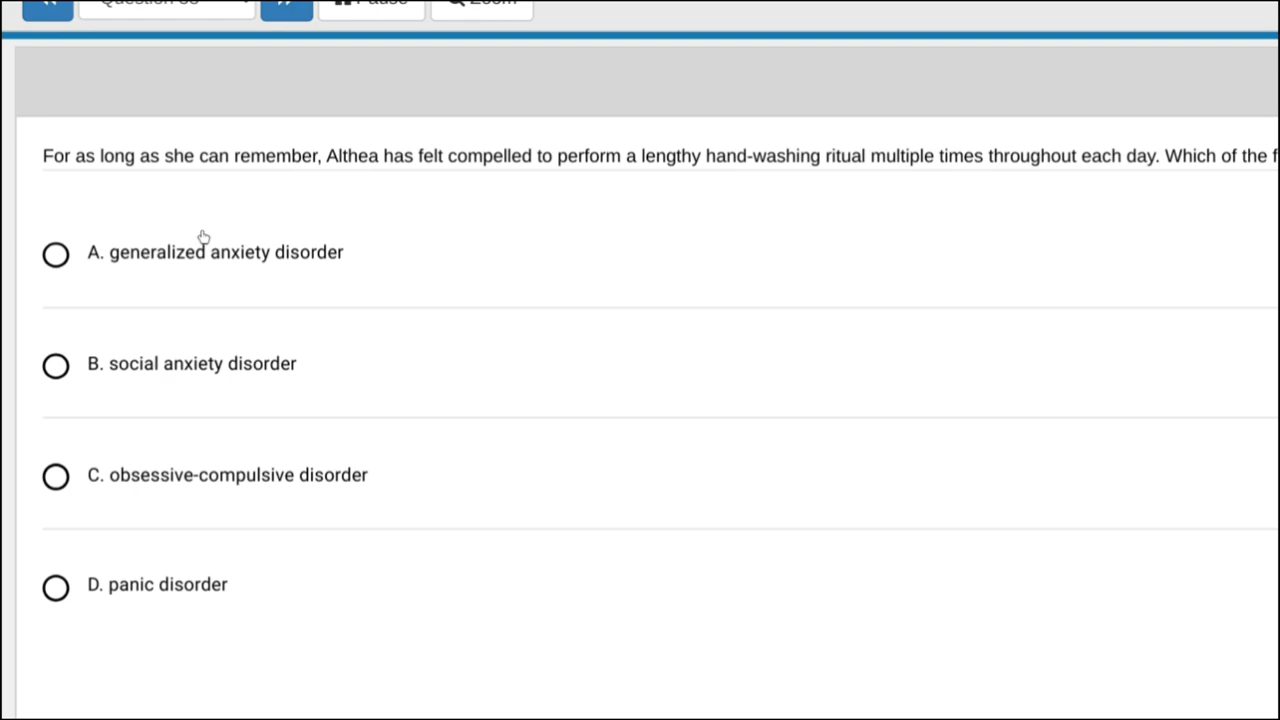 Pause
Zoom
For as long as she can remember, Althea has felt compelled to perform a lengthy hand-washing ritual multiple times throughout each day. Which of the
A. generalized anxiety disorder
B. social anxiety disorder
C. obsessive-compulsive disorder
D. panic disorder